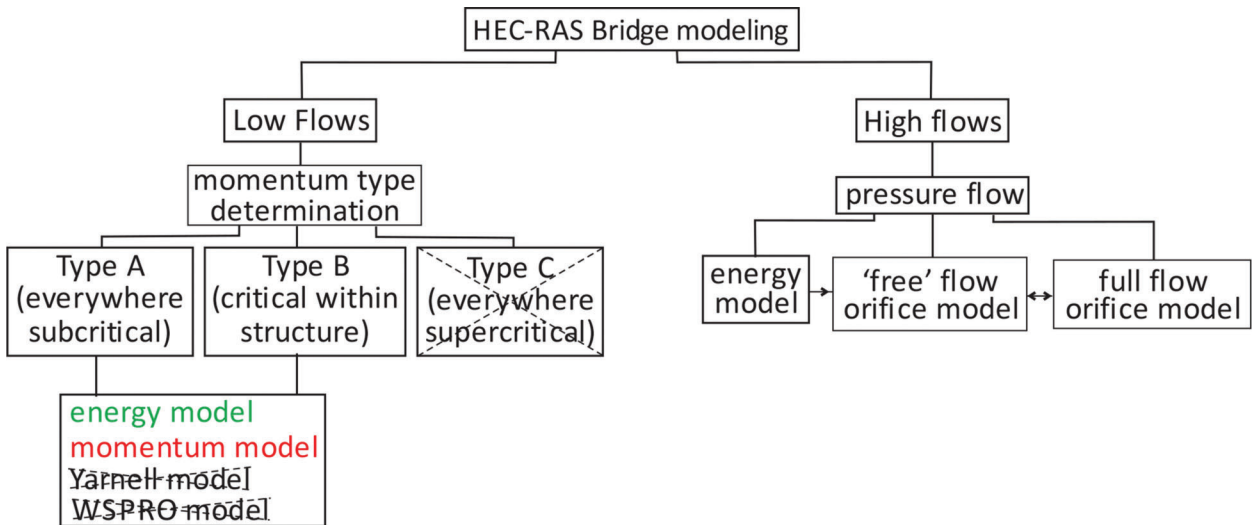 HEC-RAS Bridge modeling
Low Flows
High flows
momentum type
determination
pressure flow
Type A
(everywhere
subcritical)
Type B
(critical within
structure)
Type C
(everywhere
supercritical)
energy
model
‘free’ flow
orifice model
full flow
orifice model
energy model
momentum model
Yarnell model
WSPRO model